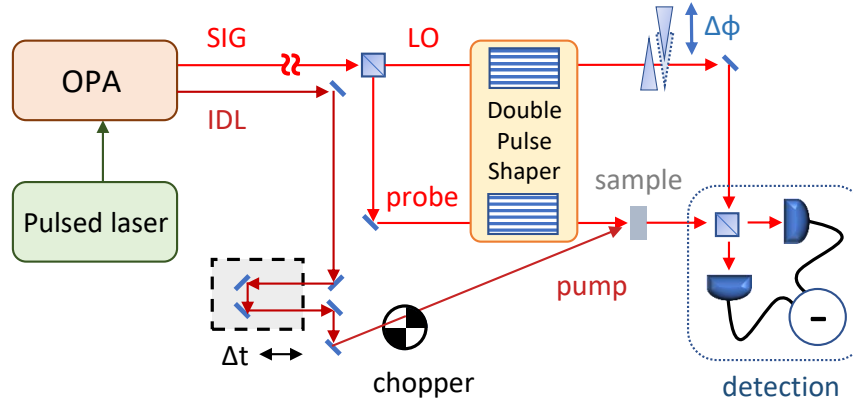 SIG
LO
Δϕ
OPA
IDL
Double
Pulse
Shaper
sample
probe
Pulsed laser
pump
-
Δt
chopper
detection